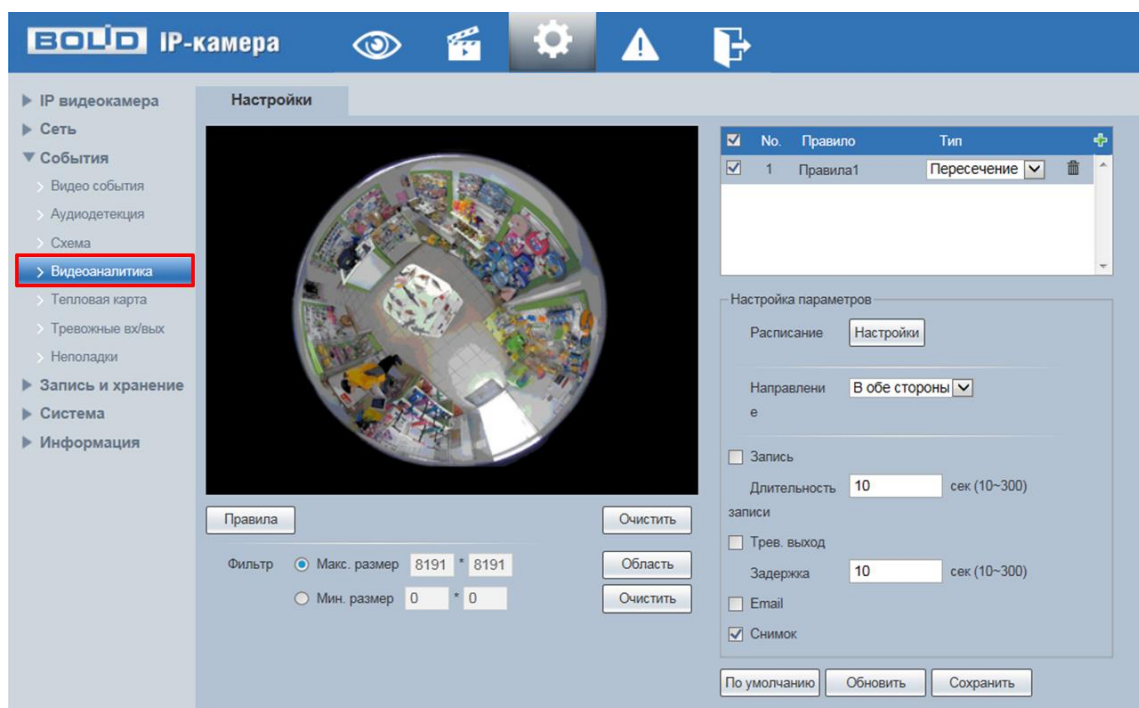 BOLID IP-камера
IP видеокамера
Сеть
События
Видео события
Аудиодетекция
Схема
Видеоаналитика
Тепловая карта
Тревожные вх/вых
Неполадки
Запись и хранение
Система
Информация
Настройки
Правила
Очистить
Фильтр Макс. размер 8191 * 8191 Область
Мин. размер 0 * 0 Очистить
No. Правило Тип
1 Правила1 Пересечение
Настройка параметров
Расписание Настройки
Направлени В обе стороны
е
Запись
Длительность 10 сек (10~300)
записи
Трев. выход
Задержка 10 сек (10~300)
Email
Снимок
По умолчанию Обновить Сохранить